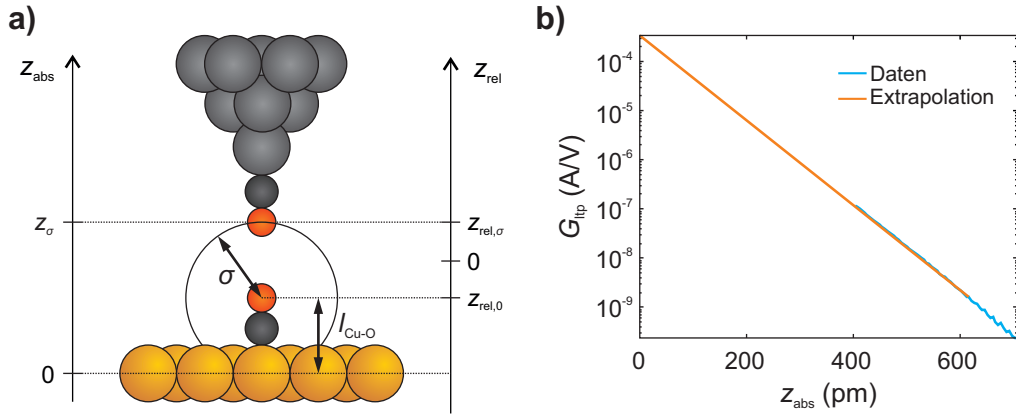 a)
z_abs
z_rel
z_σ
z_rel,σ
0
σ
z_rel,0
l_Cu-O
0
b)
Daten
Extrapolation
G_ltp (A/V)
10^-4
10^-5
10^-6
10^-7
10^-8
10^-9
0
200
400
600
z_abs (pm)